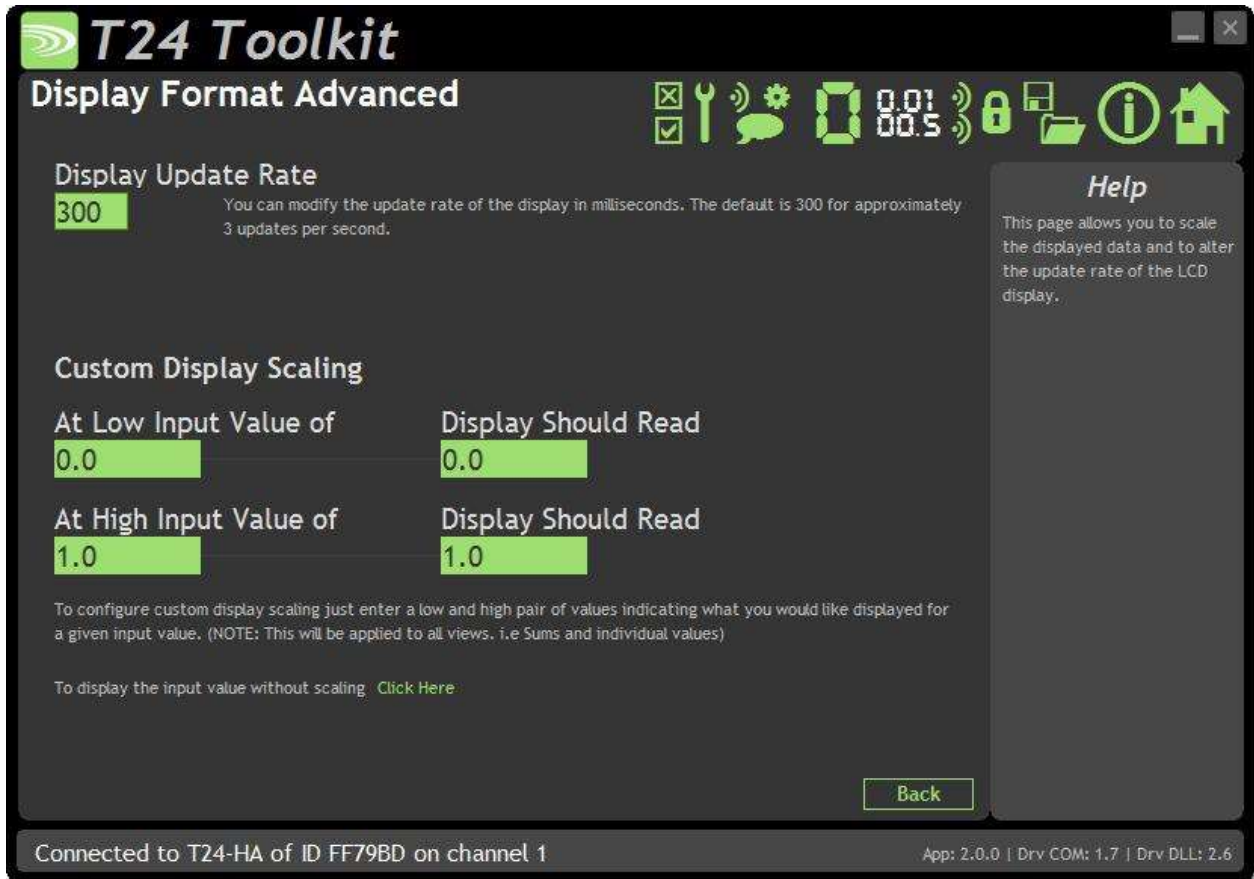 T24 Toolkit
Display Format Advanced
0.01
00.5
Display Update Rate
300
You can modify the update rate of the display in milliseconds. The default is 300 for approximately
3 updates per second.
Custom Display Scaling
At Low Input Value of
Display Should Read
0.0
0.0
At High Input Value of
Display Should Read
1.0
1.0
To configure custom display scaling just enter a low and high pair of values indicating what you would like displayed for
a given input value. (NOTE: This will be applied to all views. i.e Sums and individual values)
To display the input value without scaling Click Here
Back
Help
This page allows you to scale
the displayed data and to alter
the update rate of the LCD
display.
Connected to T24-HA of ID FF79BD on channel 1
App: 2.0.0 | Drv COM: 1.7 | Drv DLL: 2.6